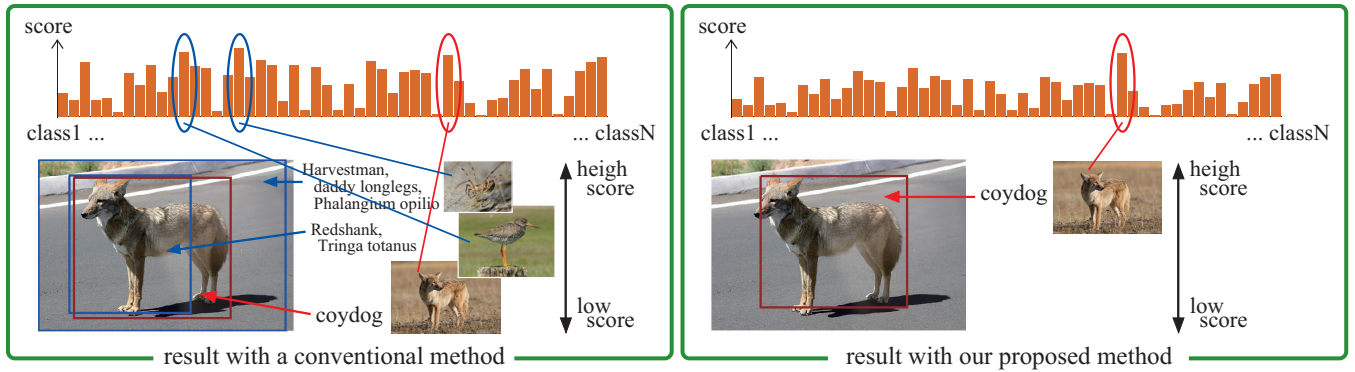 score
class1 ...
... classN
Harvestman,
daddy longlegs,
Phalangium opilio
Redshank,
Tringa totanus
coydog
heigh
score
low
score
result with a conventional method
score
class1 ...
... classN
coydog
heigh
score
low
score
result with our proposed method